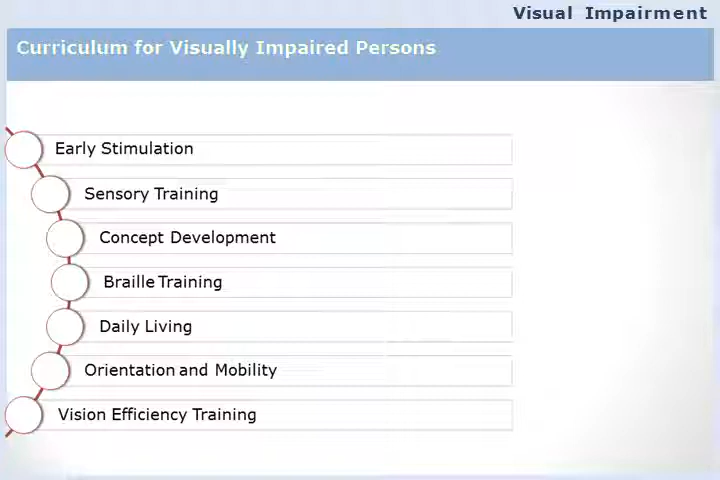 Visual Impairment
Curriculum for Visually Impaired Persons
Early Stimulation
Sensory Training
Concept Development
Braille Training
Daily Living
Orientation and Mobility
Vision Efficiency Training